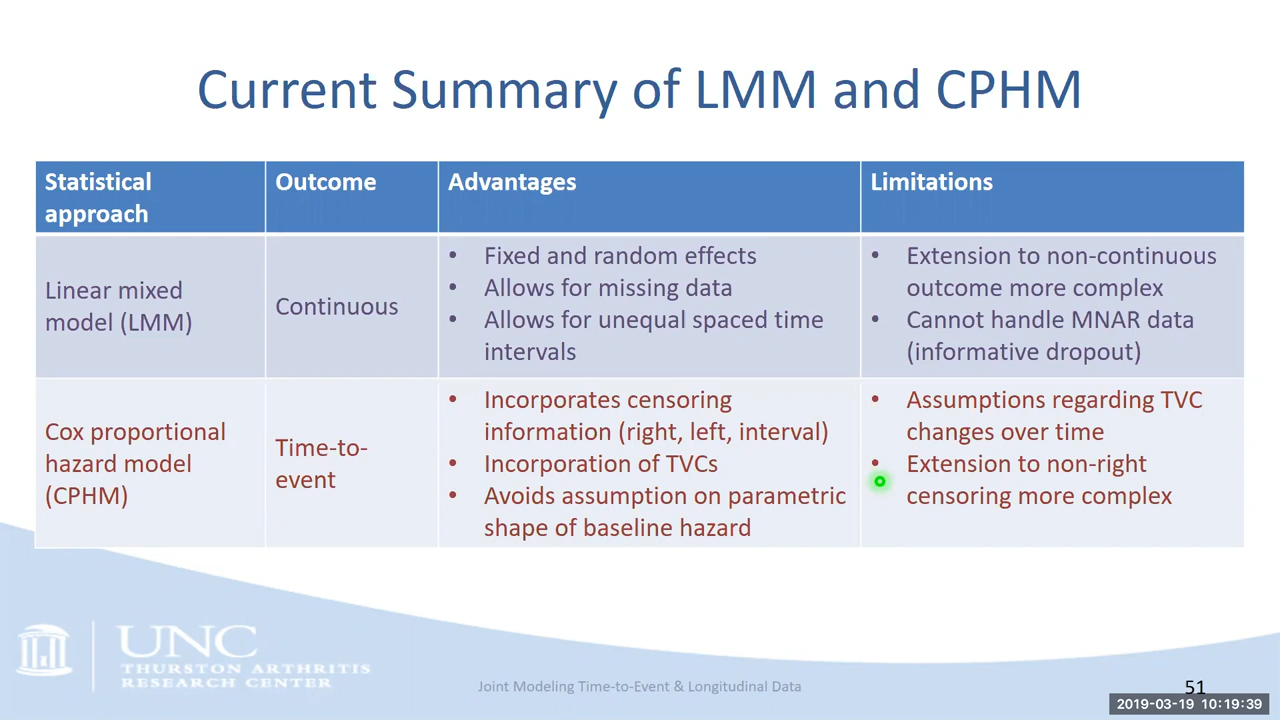 Current Summary of LMM and CPHM
Statistical
approach
Outcome
Advantages
Limitations
Linear mixed
model (LMM)
Continuous
• Fixed and random effects
• Allows for missing data
• Allows for unequal spaced time
intervals
• Extension to non-continuous
outcome more complex
• Cannot handle MNAR data
(informative dropout)
Cox proportional
hazard model
(CPHM)
Time-to-
event
• Incorporates censoring
information (right, left, interval)
• Incorporation of TVCs
• Avoids assumption on parametric
shape of baseline hazard
• Assumptions regarding TVC
changes over time
• Extension to non-right
censoring more complex
UNC
THURSTON ARTHRITIS
RESEARCH CENTER
Joint Modeling Time-to-Event & Longitudinal Data
51
2019-03-19 10:19:39